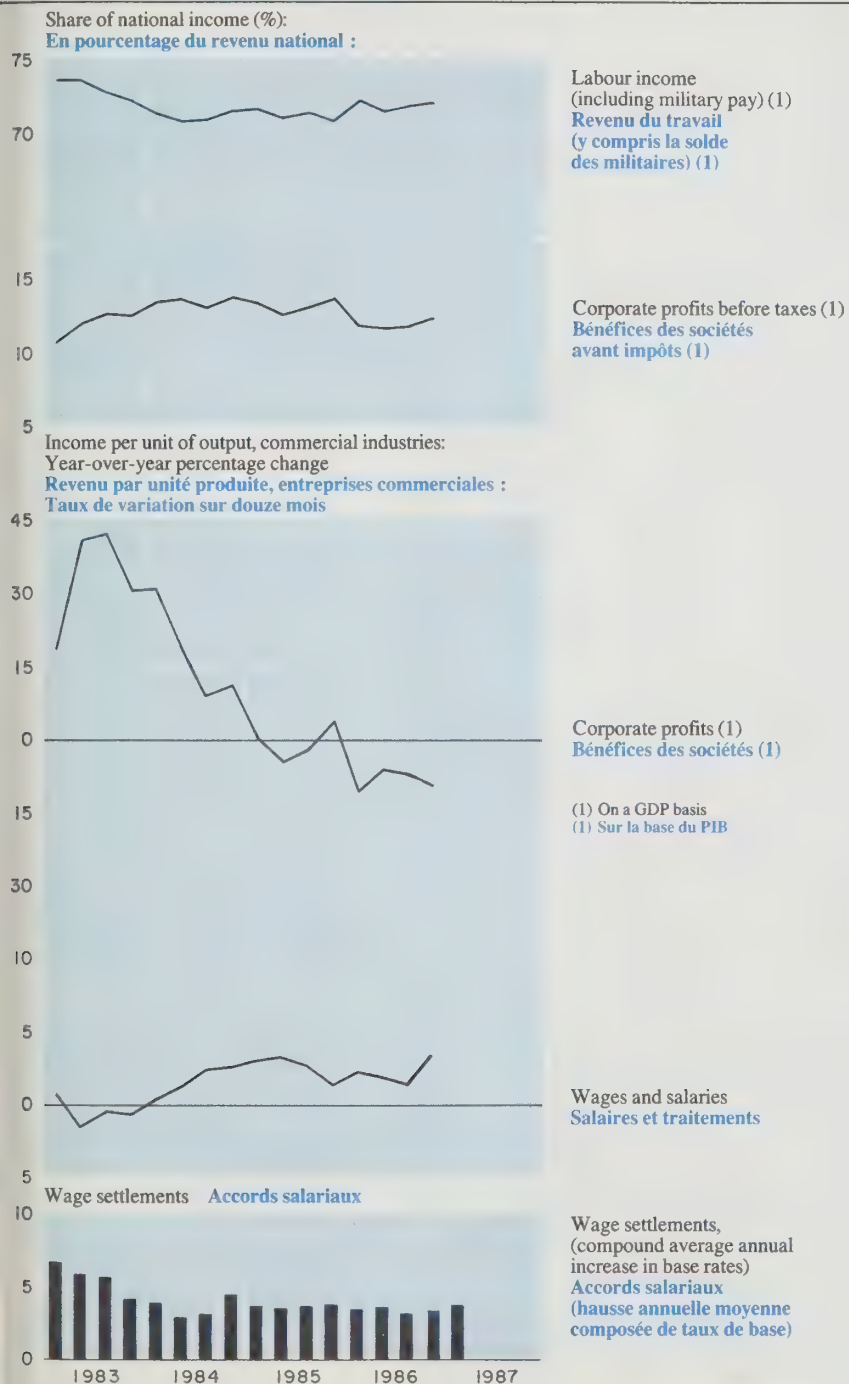 Share of national income (%):
En pourcentage du revenu national :
75
70
15
10
5
Labour income
(including military pay) (1)
Revenu du travail
(y compris la solde
des militaires) (1)
Corporate profits before taxes (1)
Bénéfices des sociétés
avant impôts (1)
Income per unit of output, commercial industries:
Year-over-year percentage change
Revenu par unité produite, entreprises commerciales :
Taux de variation sur douze mois
45
30
15
0
15
30
Corporate profits (1)
Bénéfices des sociétés (1)
(1) On a GDP basis
(1) Sur la base du PIB
10
5
0
5
Wages and salaries
Salaires et traitements
Wage settlements Accords salariaux
10
5
0
Wage settlements,
(compound average annual
increase in base rates)
Accords salariaux
(hausse annuelle moyenne
composée de taux de base)
1983 1984 1985 1986 1987